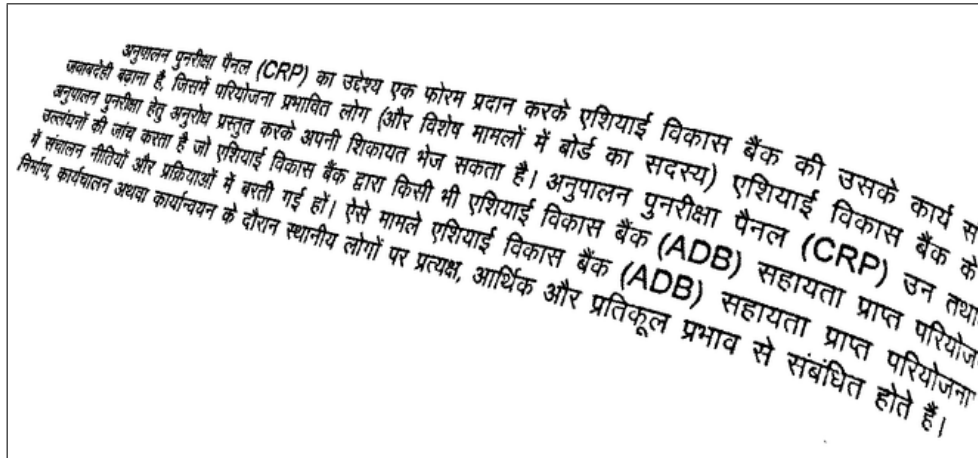 अनुपालन पुनरीक्षा पैनल (CRP) का उद्देश्य एक फोरम प्रदान करके एशियाई विकास बैंक की उसके कार्य
जवाबदेही बढ़ाना है, जिसमें परियोजना प्रभावित लोग (और विशेष मामलों में बोर्ड का सदस्य) एशियाई विकास बैंक के
अनुपालन पुनरीक्षा हेतु अनुरोध प्रस्तुत करके अपनी शिकायत भेज सकता है। अनुपालन पुनरीक्षा पैनल (CRP) उन
उल्लंघनों की जांच करता है जो एशियाई विकास बैंक द्वारा किसी भी एशियाई विकास बैंक (ADB) सहायता प्राप्त
में संचालन नीतियों और प्रक्रियाओं में बरती गई हों। ऐसे मामले एशियाई विकास बैंक (ADB) सहायता प्राप्त परियोजना
निर्माण, कार्यचालन अथवा कार्यान्वयन के दौरान स्थानीय लोगों पर प्रत्यक्ष, आर्थिक और प्रतिकूल प्रभाव से संबंधित होते हैं।